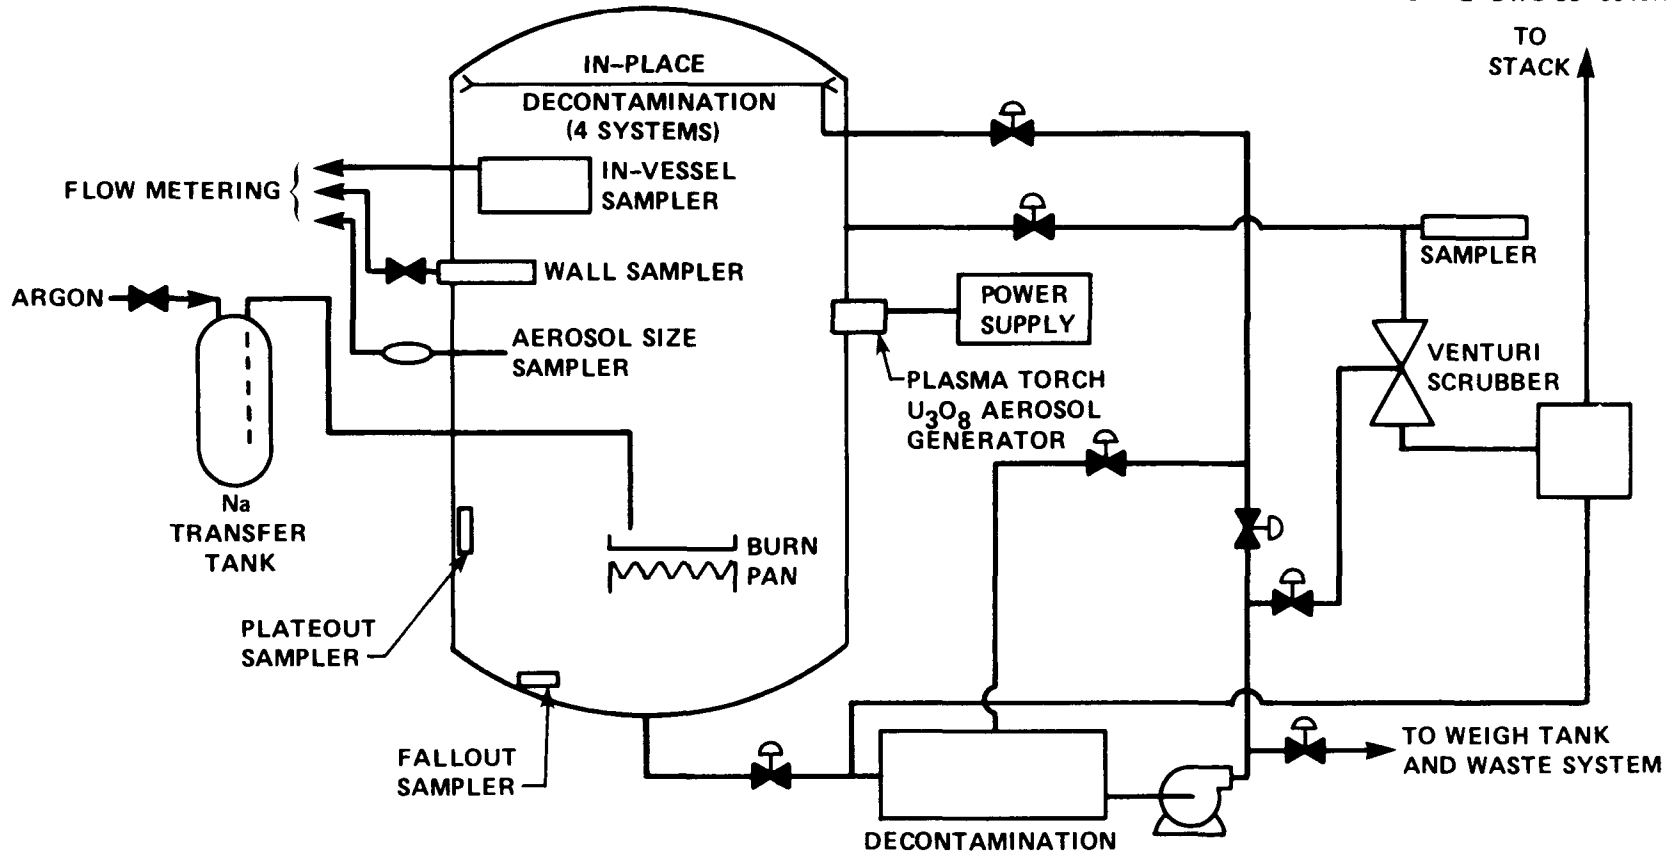 TO
STACK
IN-PLACE
DECONTAMINATION
(4 SYSTEMS)
FLOW METERING
IN-VESSEL
SAMPLER
WALL SAMPLER
SAMPLER
ARGON
POWER
SUPPLY
AEROSOL SIZE
SAMPLER
VENTURI
SCRUBBER
PLASMA TORCH
U3O8 AEROSOL
GENERATOR
Na
TRANSFER
TANK
BURN
PAN
PLATEOUT
SAMPLER
FALLOUT
SAMPLER
TO WEIGH TANK
AND WASTE SYSTEM
DECONTAMINATION